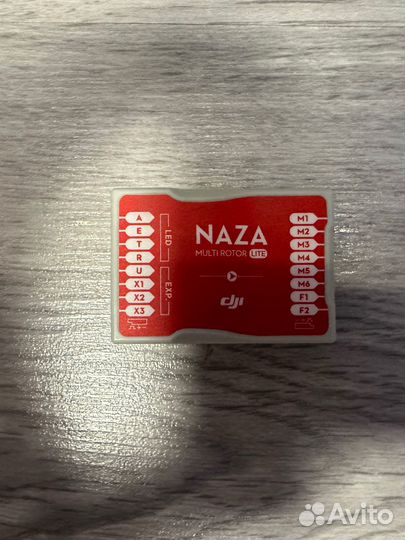 A
E
T
R
U
X1
X2
X3
LED
EXP.
NAZA
MULTI ROTOR LITE
dji
M1
M2
M3
M4
M5
M6
F1
F2
Avito